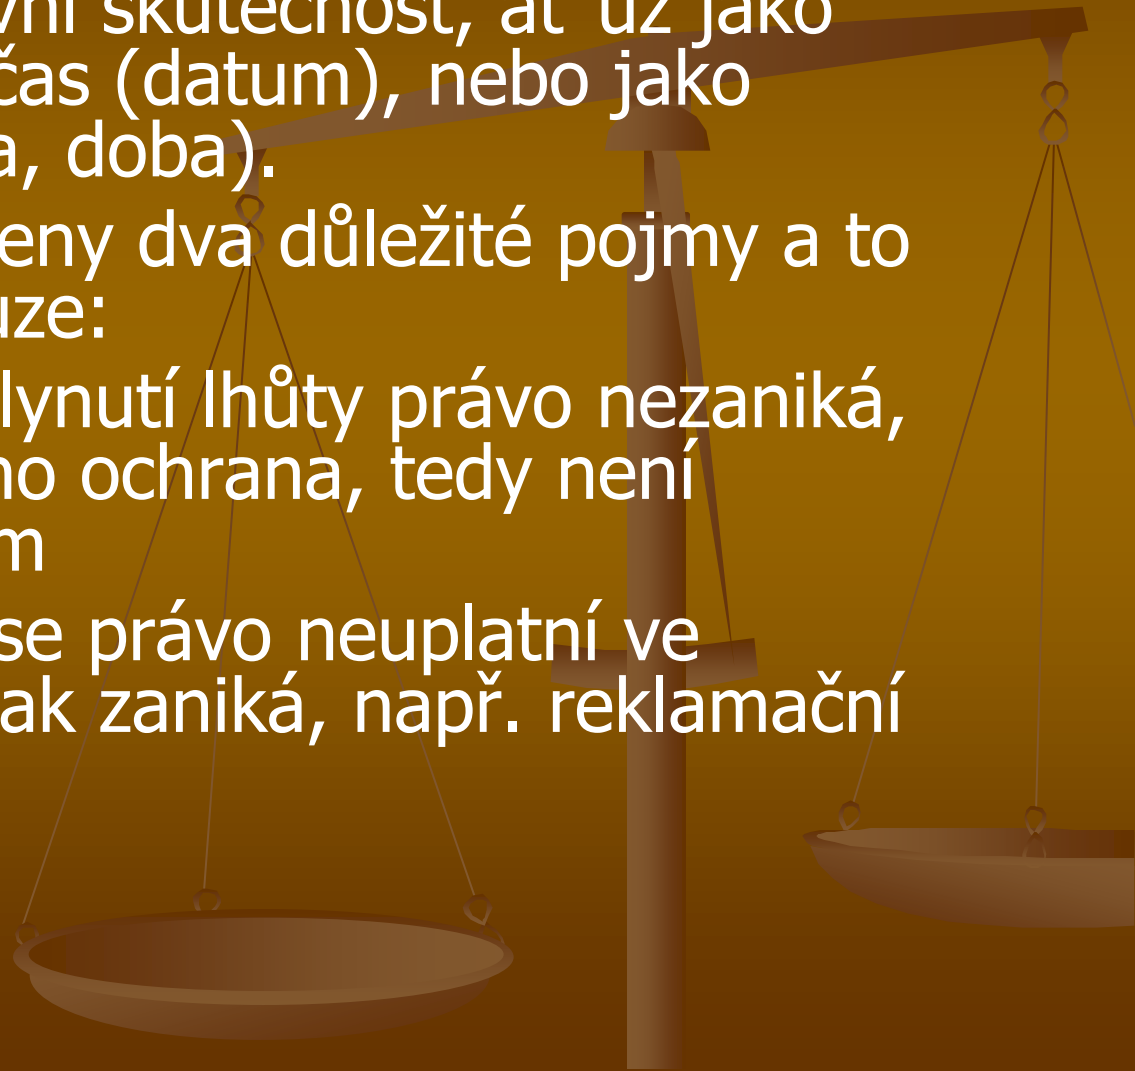 vní skutečnost, ať už jako
čas (datum), nebo jako
a, doba).
eny dva důležité pojmy a to
uze:
lynutí lhůty právo nezaniká,
ho ochrana, tedy není
m
se právo neuplatní ve
ak zaniká, např. reklamační